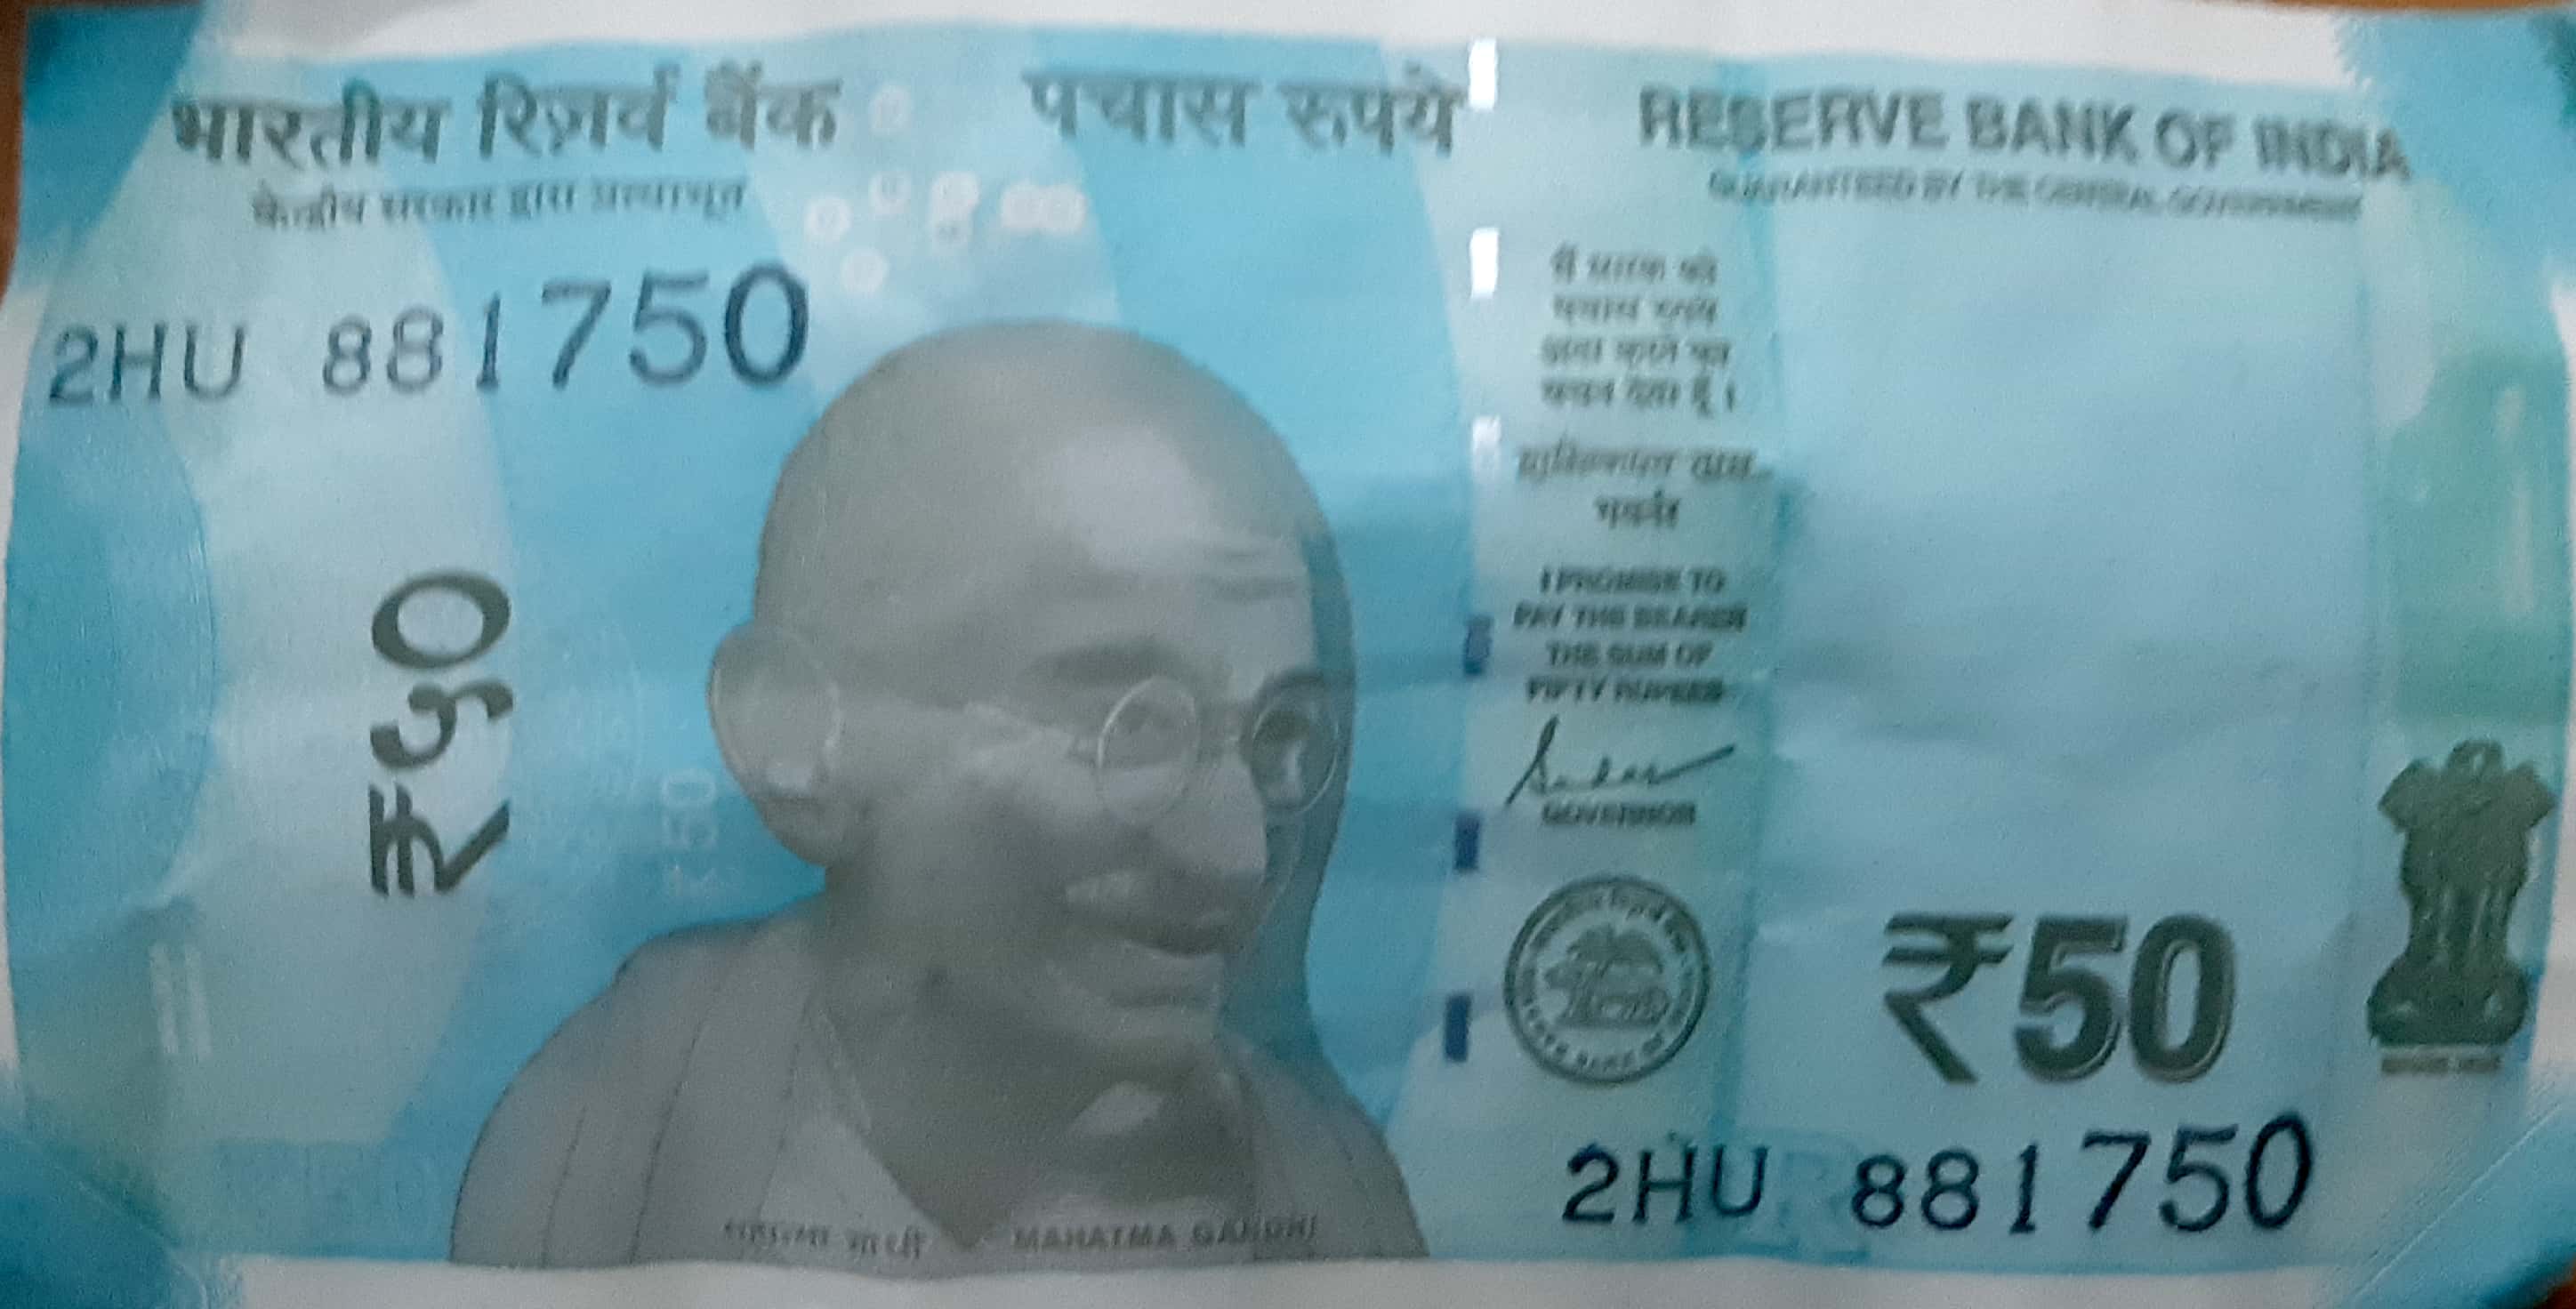 भारतीय रिज़र्व बैंक
केन्द्रीय सरकार द्वारा प्रत्याभूत
पचास रुपये
RESERVE BANK OF INDIA
GUARANTEED BY THE CENTRAL GOVERNMENT
2HU 881750
₹५०
मैं धारक को
पचास रुपये
अदा करने का
वचन देता हूँ।
गवर्नर
I PROMISE TO
PAY THE BEARER
THE SUM OF
FIFTY RUPEES
GOVERNOR
₹50
2HU 881750
महात्मा गांधी
MAHATMA GANDHI